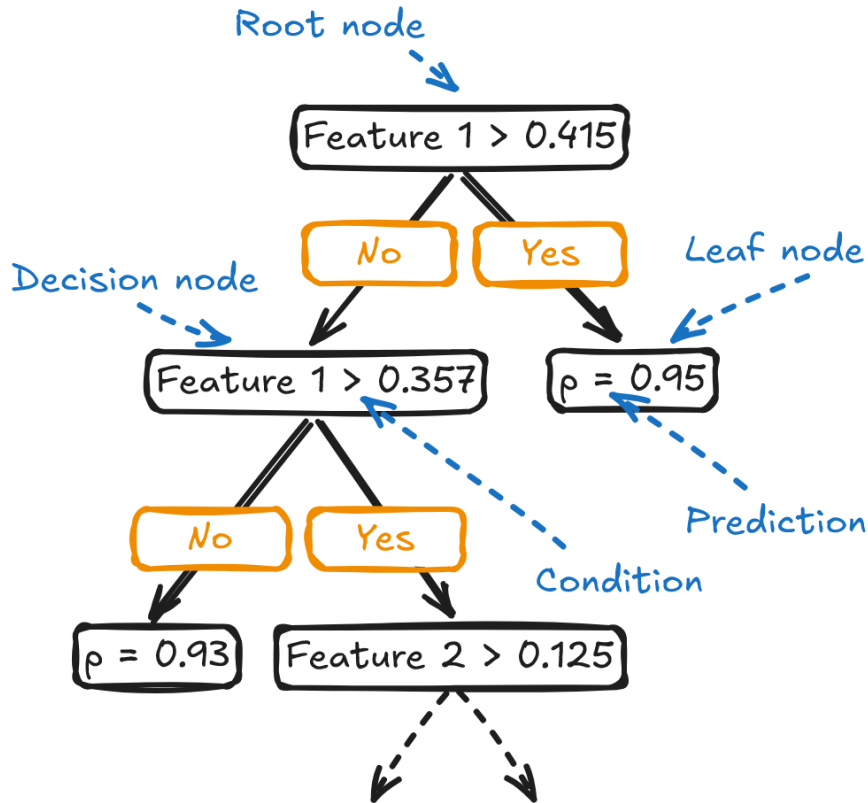 Root node
Feature 1 > 0.415
No
Yes
Leaf node
Decision node
Feature 1 > 0.357
ρ = 0.95
Prediction
No
Yes
Condition
ρ = 0.93
Feature 2 > 0.125